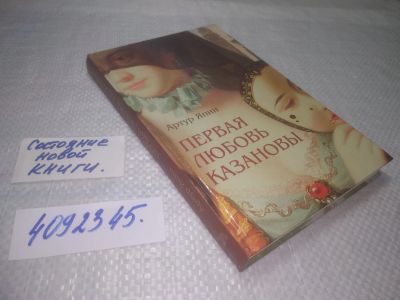 Артур Япин
ПЕРВАЯ
ЛЮБОВЬ
КАЗАНОВЫ
Состояние
новой
книги.
4092345.